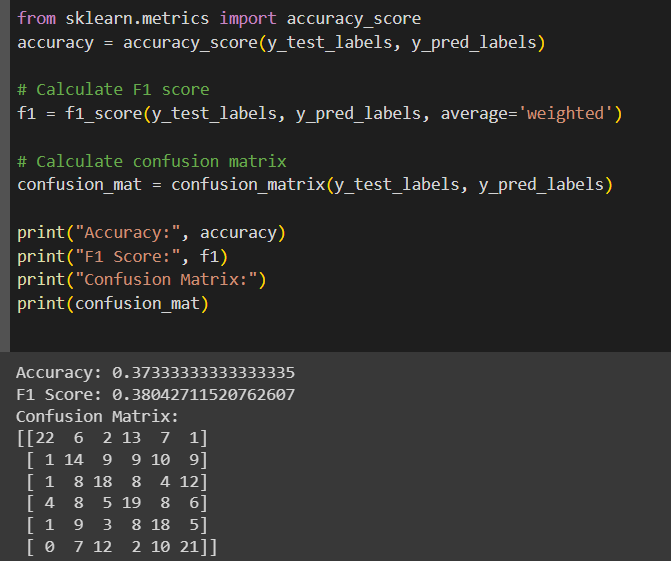 from sklearn.metrics import accuracy_score
accuracy = accuracy_score(y_test_labels, y_pred_labels)
# Calculate F1 score
f1 = f1_score(y_test_labels, y_pred_labels, average='weighted')
# Calculate confusion matrix
confusion_mat = confusion_matrix(y_test_labels, y_pred_labels)
print("Accuracy:", accuracy)
print("F1 Score:", f1)
print("Confusion Matrix:")
print(confusion_mat)
Accuracy: 0.37333333333333335
F1 Score: 0.38042711520762607
Confusion Matrix:
[[22  6  2 13  7  1]
 [ 1 14  9  9 10  9]
 [ 1  8 18  8  4 12]
 [ 4  8  5 19  8  6]
 [ 1  9  3  8 18  5]
 [ 0  7 12  2 10 21]]